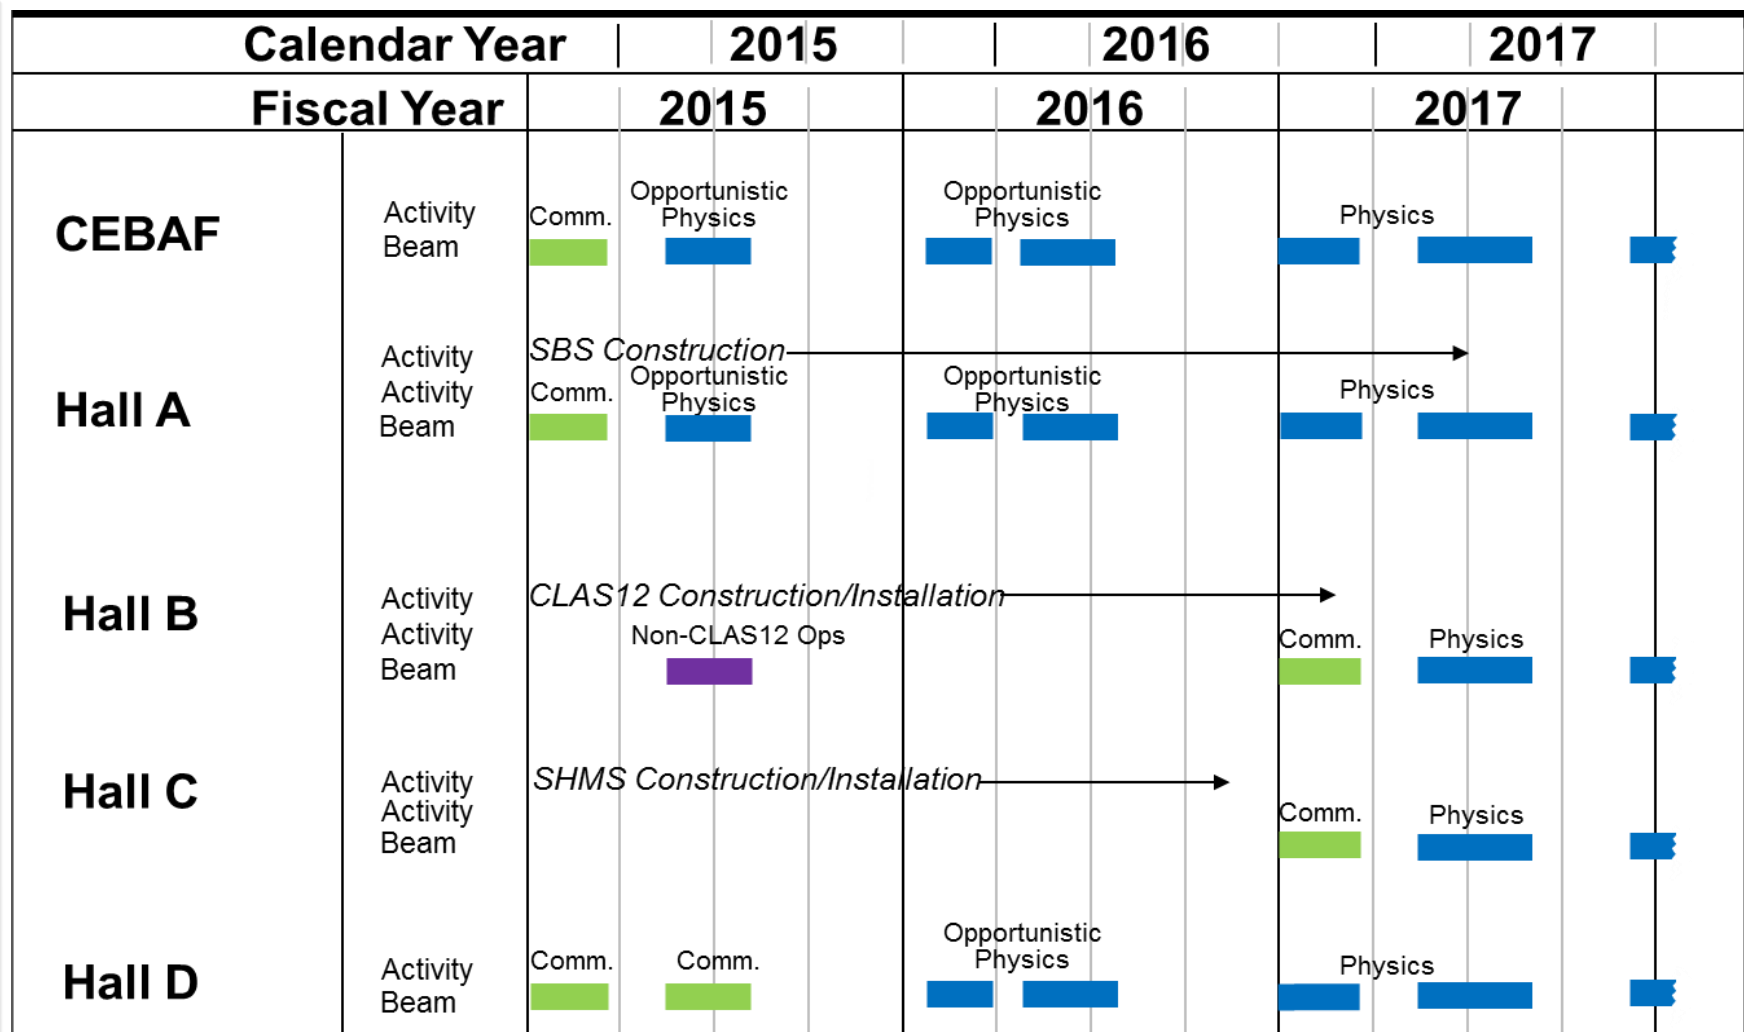 Calendar Year 2015 2016 2017
Fiscal Year 2015 2016 2017
CEBAF
Activity
Beam
Comm.
Opportunistic
Physics
Opportunistic
Physics
Physics
Hall A
Activity
Activity
Beam
SBS Construction
Comm.
Opportunistic
Physics
Opportunistic
Physics
Physics
Hall B
Activity
Activity
Beam
CLAS12 Construction/Installation
Non-CLAS12 Ops
Comm.
Physics
Hall C
Activity
Activity
Beam
SHMS Construction/Installation
Comm.
Physics
Hall D
Activity
Beam
Comm.
Comm.
Opportunistic
Physics
Physics